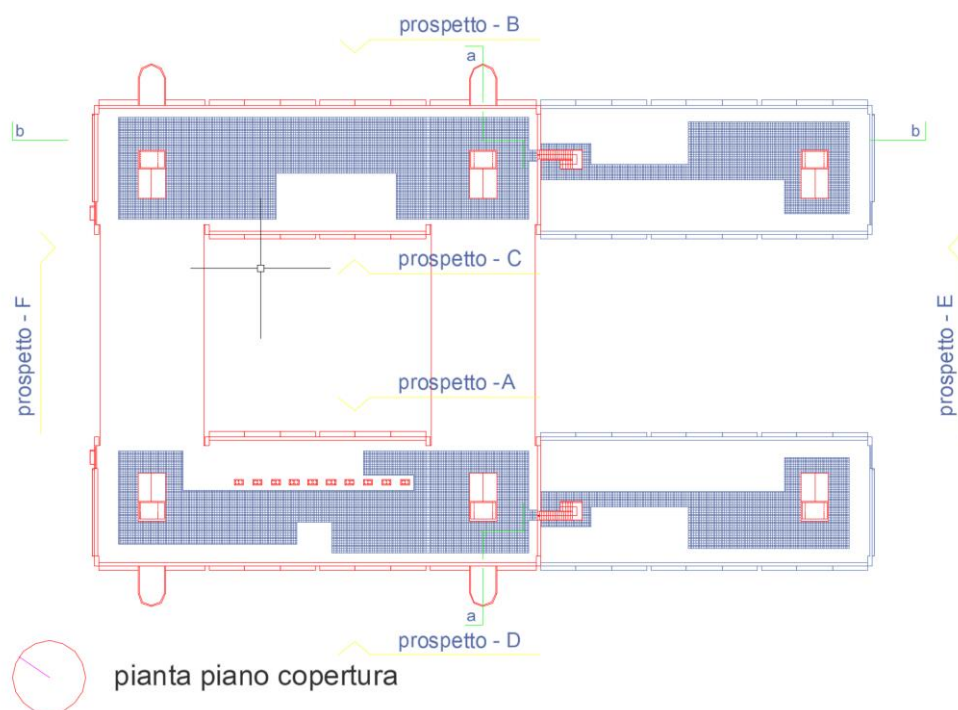 prospetto - B
a
b
b
prospetto - C
prospetto - F
prospetto - E
prospetto -A
a
prospetto - D
pianta piano copertura